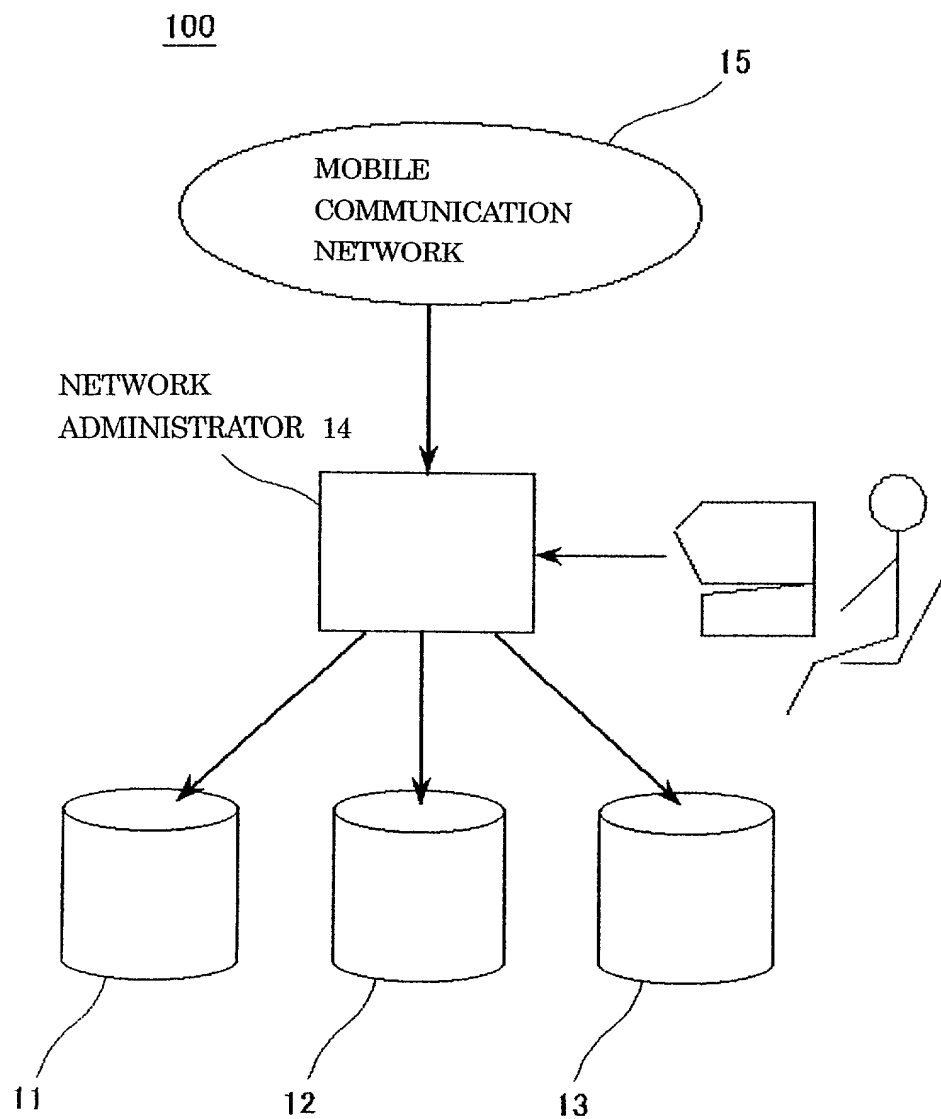 100
15
MOBILE
COMMUNICATION
NETWORK
NETWORK
ADMINISTRATOR 14
11
12
13